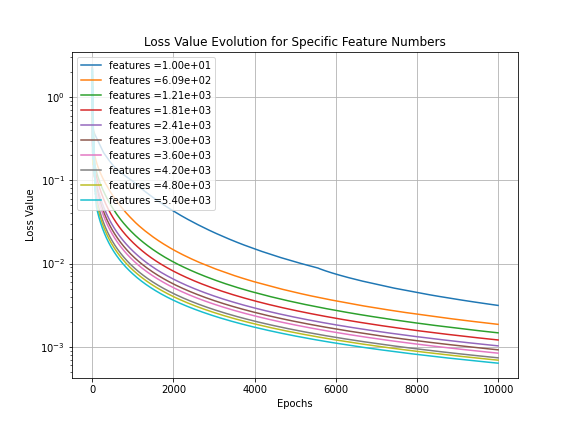 Loss Value Evolution for Specific Feature Numbers
features =1.00e+01
features =6.09e+02
features =1.21e+03
features =1.81e+03
features =2.41e+03
features =3.00e+03
features =3.60e+03
features =4.20e+03
features =4.80e+03
features =5.40e+03
Loss Value
10⁰
10⁻¹
10⁻²
10⁻³
0 2000 4000 6000 8000 10000
Epochs